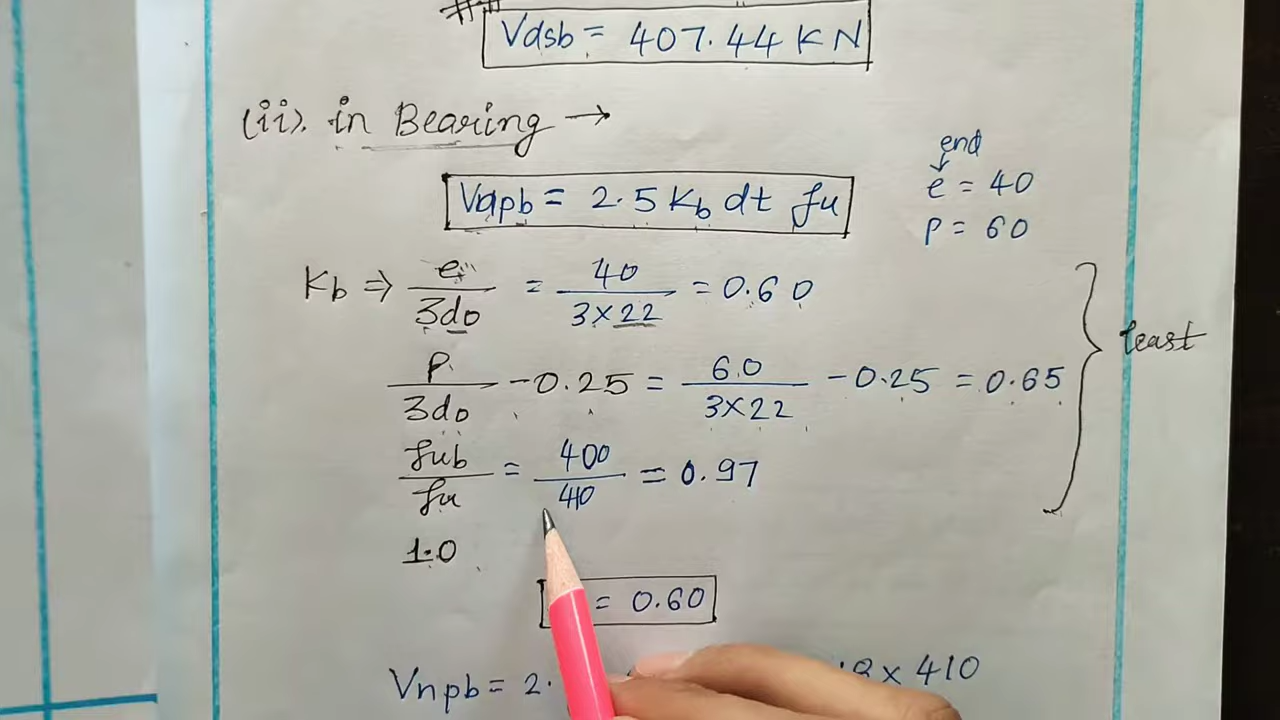 Vdsb = 407.44 KN
(ii). in Bearing →
end
e = 40
Vdpb = 2.5 Kb dt fu
P = 60
Kb ⇒ e/3do = 40/3×22 = 0.60
least
P/3do - 0.25 = 60/3×22 - 0.25 = 0.65
fub/fu = 400/410 = 0.97
1.0
= 0.60
Vnpb = 2. × 410